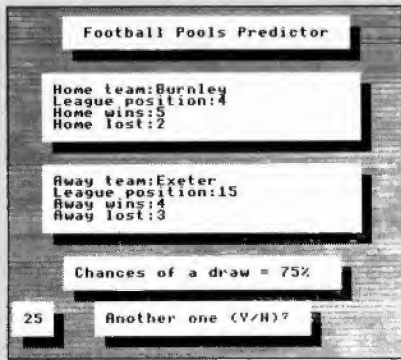 Football Pools Predictor
Home team:Burnley
League position:4
Home wins:5
Home lost:2
Away team:Exeter
League position:15
Away wins:4
Away lost:3
Chances of a draw = 75%
25
Another one (Y/N)?